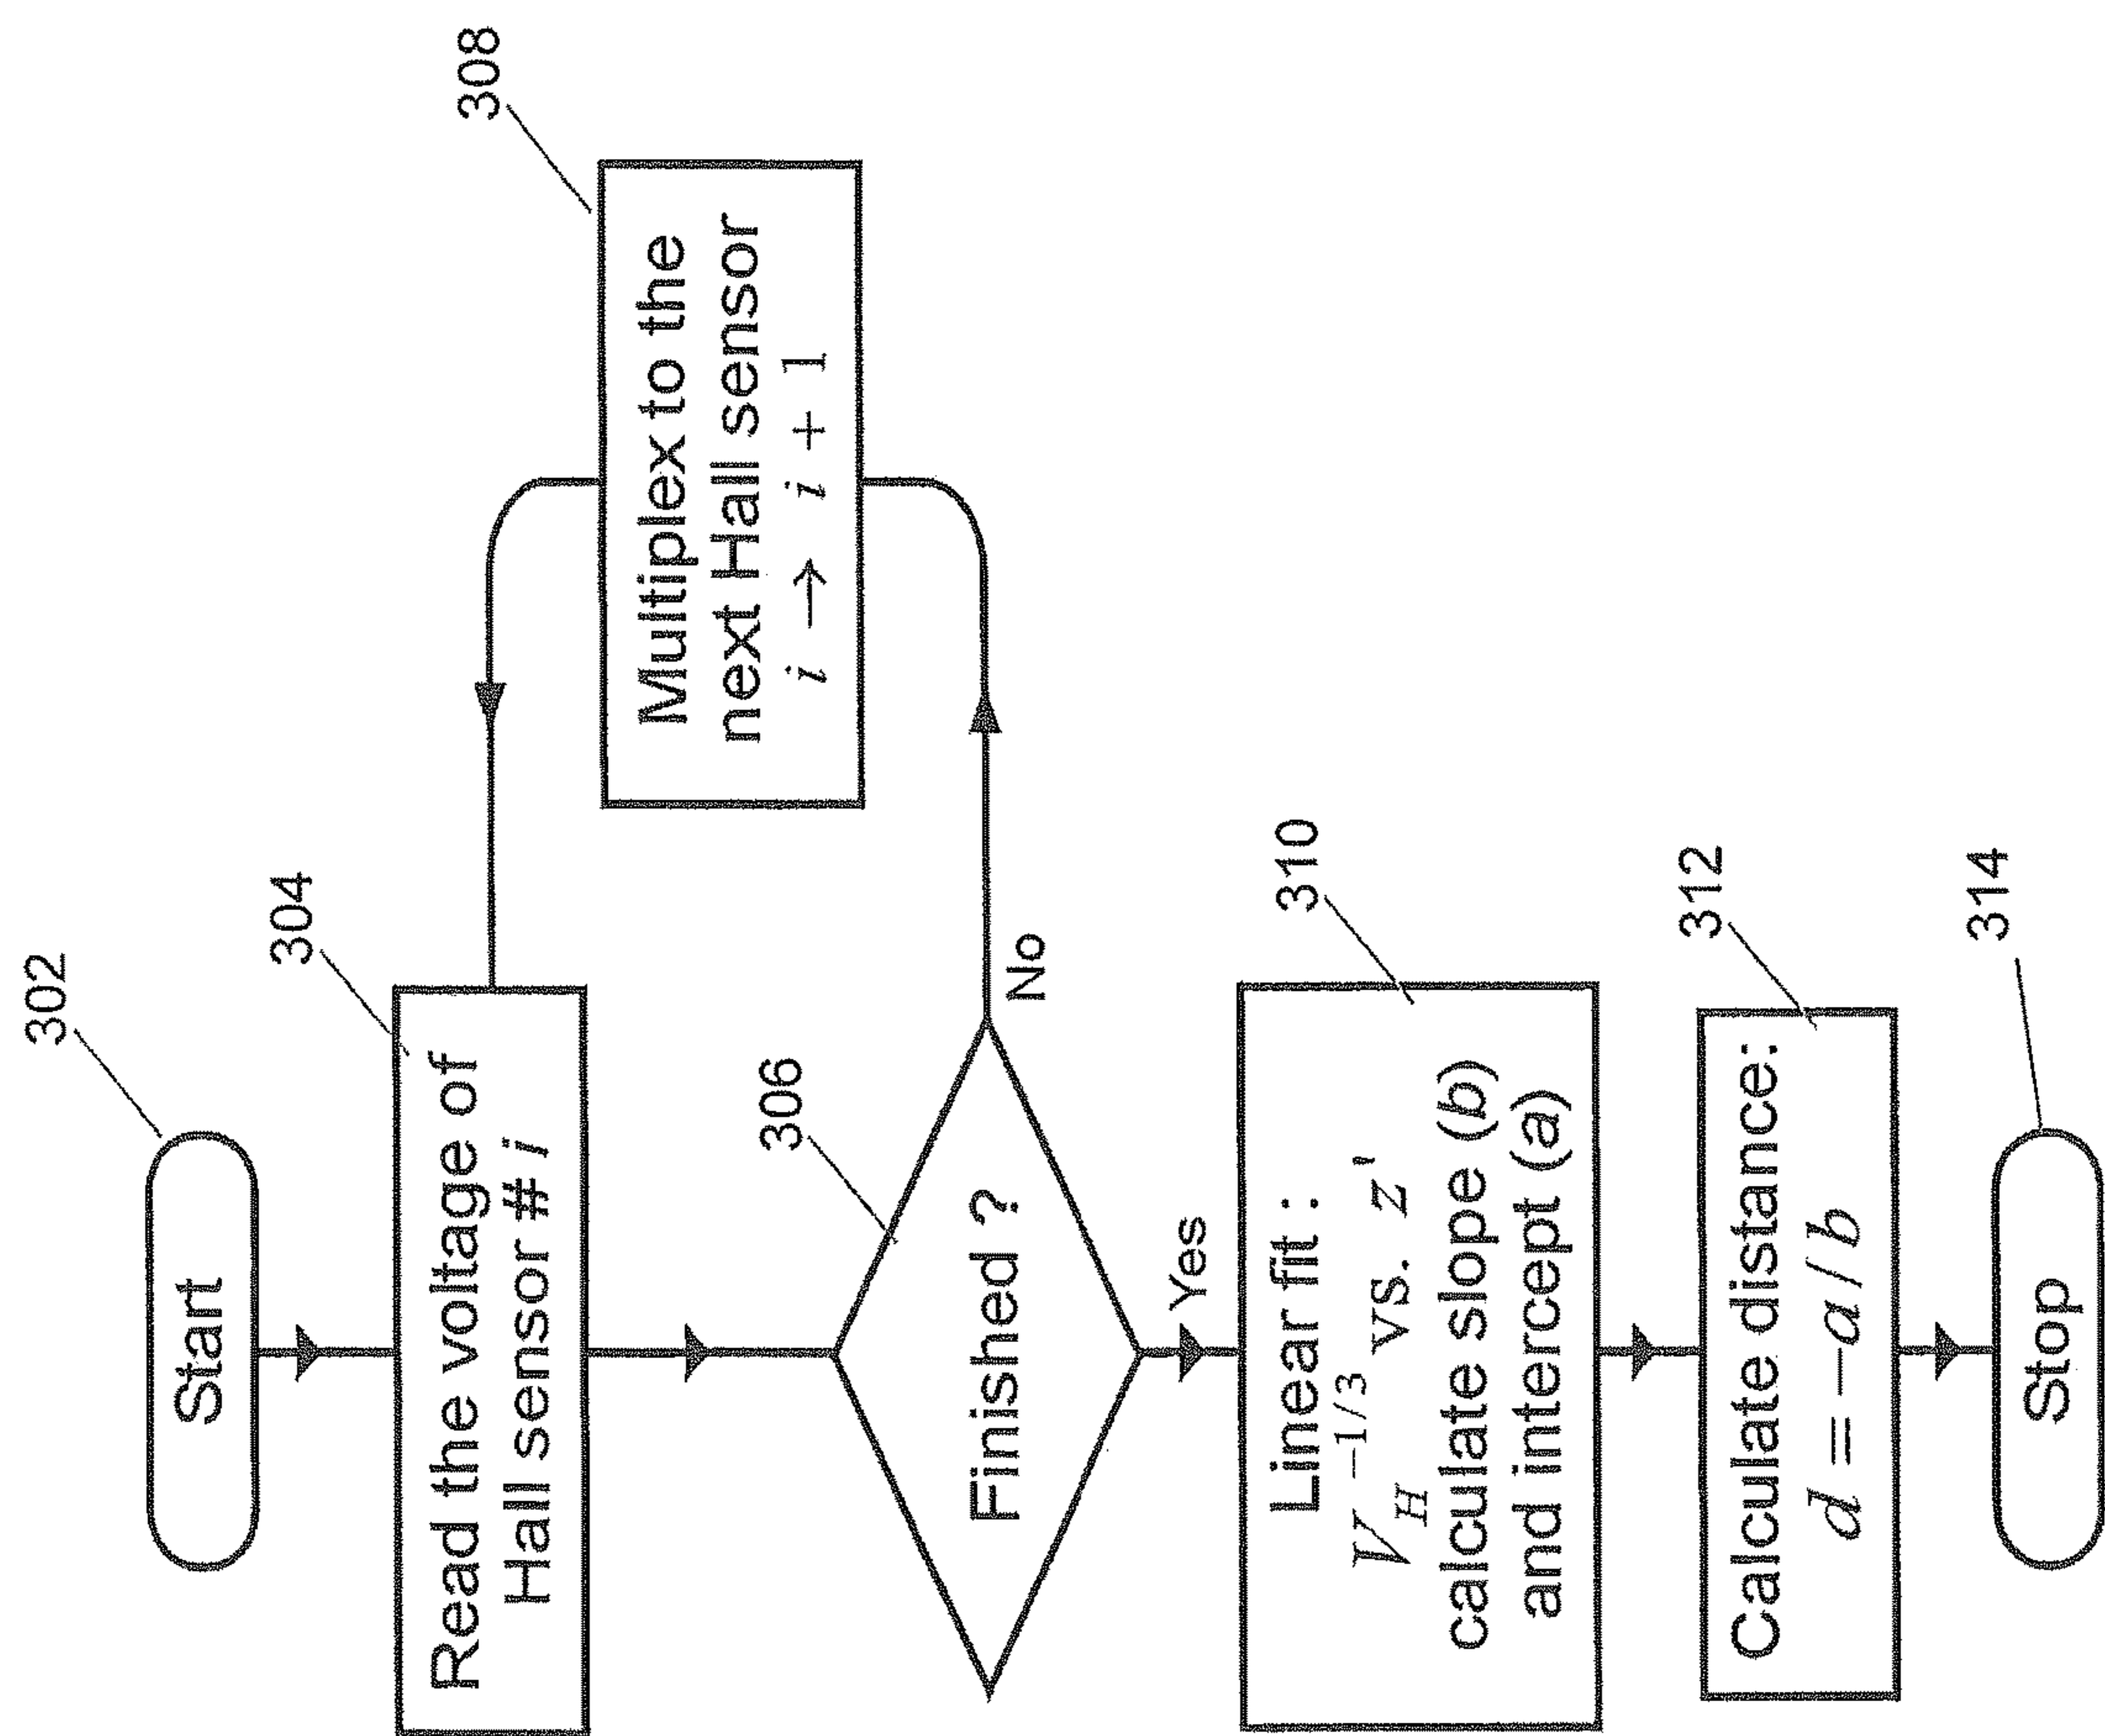 302
Start
304
Read the voltage of
Hall sensor # i
308
Multiplex to the
next Hall sensor
i → i + 1
306
Finished ?
No
Yes
310
Linear fit :
V_H^{-1/3} vs. z'
calculate slope (b)
and intercept (a)
312
Calculate distance:
d = -a/b
314
Stop